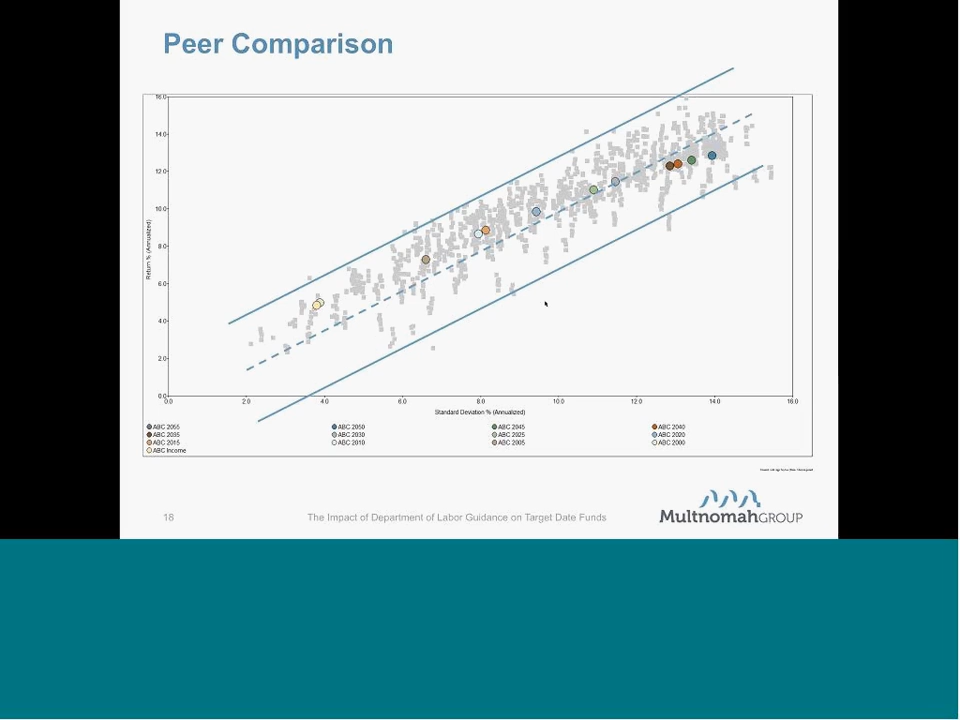 Peer Comparison
16.0
14.0
12.0
10.0
8.0
6.0
4.0
2.0
0.0
Return % (Annualized)
0.0 2.0 4.0 6.0 8.0 10.0 12.0 14.0 16.0
Standard Deviation % (Annualized)
ABC 2055 ABC 2050 ABC 2045 ABC 2040
ABC 2035 ABC 2030 ABC 2025 ABC 2020
ABC 2015 ABC 2010 ABC 2005 ABC 2000
ABC Income
18
The Impact of Department of Labor Guidance on Target Date Funds
MultnomahGROUP